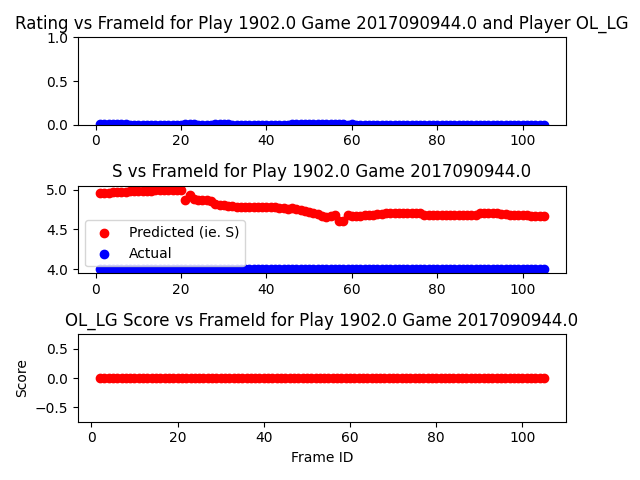 Rating vs FrameId for Play 1902.0 Game 2017090944.0 and Player OL_LG
1.0
0.5
0.0
0 20 40 60 80 100
S vs FrameId for Play 1902.0 Game 2017090944.0
5.0
4.5
4.0
Predicted (ie. S)
Actual
0 20 40 60 80 100
OL_LG Score vs FrameId for Play 1902.0 Game 2017090944.0
Score
0.5
0.0
−0.5
0 20 40 60 80 100
Frame ID